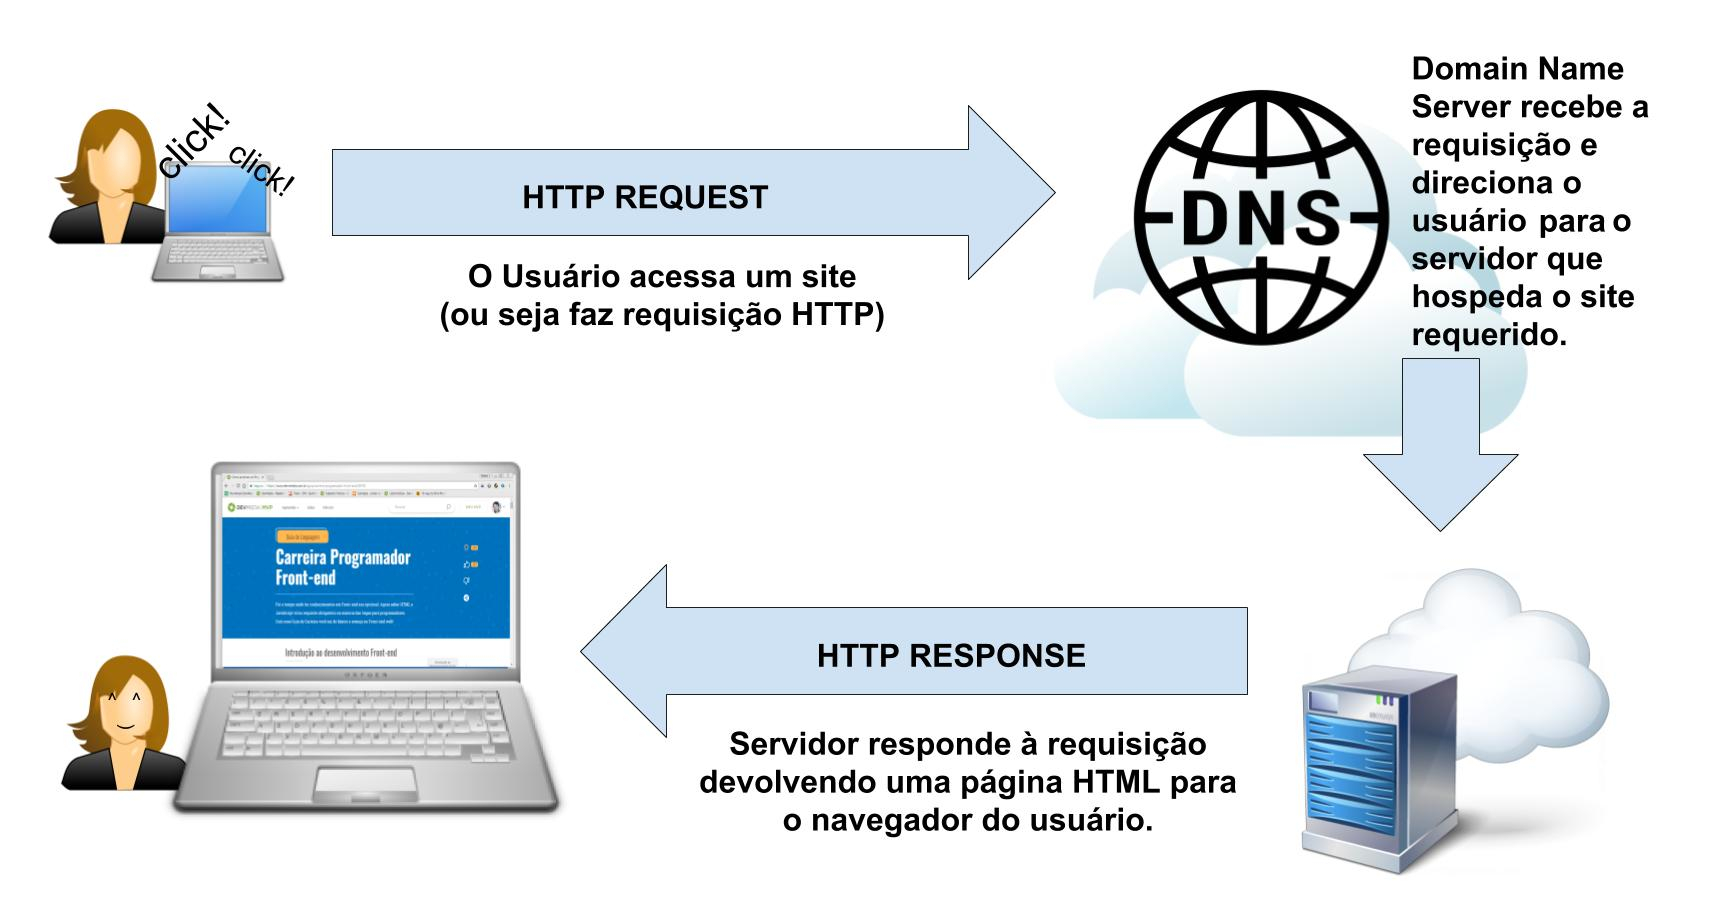 click!
click!
HTTP REQUEST
O Usuário acessa um site
(ou seja faz requisição HTTP)
DNS
Domain Name
Server recebe a
requisição e
direciona o
usuário para o
servidor que
hospeda o site
requerido.
Carreira Programador
Front-end
Introdução ao desenvolvimento Front-end
HTTP RESPONSE
Servidor responde à requisição
devolvendo uma página HTML para
o navegador do usuário.